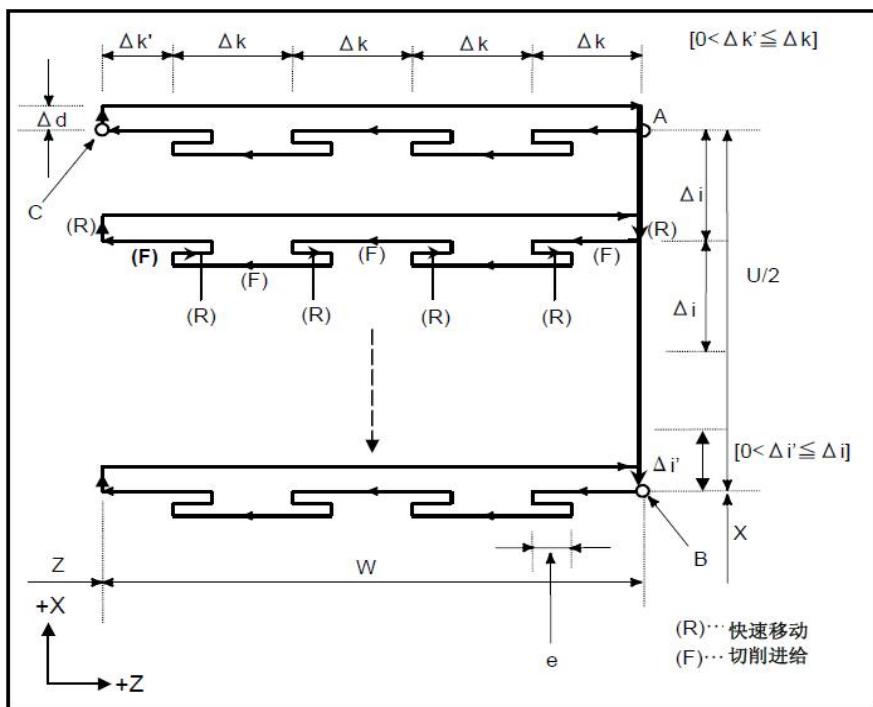 Δk' Δk Δk Δk Δk [0<Δk'≦Δk]
Δd
A
C
Δi
(R) (R)
(F) (F) (F)
(F)
U/2
Δi
(R) (R) (R) (R)
Δi' [0<Δi'≦Δi]
X
B
Z W
+X
e
(R)… 快速移动
(F)… 切削进给
+Z